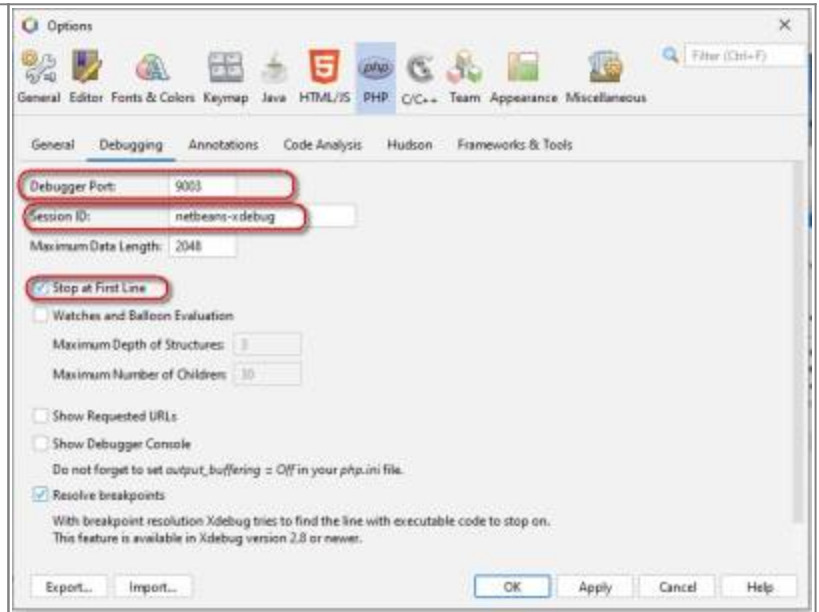 Options
Filter (Ctrl+F)
General Editor Fonts & Colors Keymap Java HTML/JS PHP C/C++ Team Appearance Miscellaneous
General Debugging Annotations Code Analysis Hudson Frameworks & Tools
Debugger Port: 9003
Session ID: netbeans-xdebug
Maximum Data Length: 2048
Stop at First Line
Watches and Balloon Evaluation
Maximum Depth of Structures: 3
Maximum Number of Children: 30
Show Requested URLs
Show Debugger Console
Do not forget to set output_buffering = Off in your php.ini file.
Resolve breakpoints
With breakpoint resolution Xdebug tries to find the line with executable code to stop on.
This feature is available in Xdebug version 2.8 or newer.
Export... Import... OK Apply Cancel Help